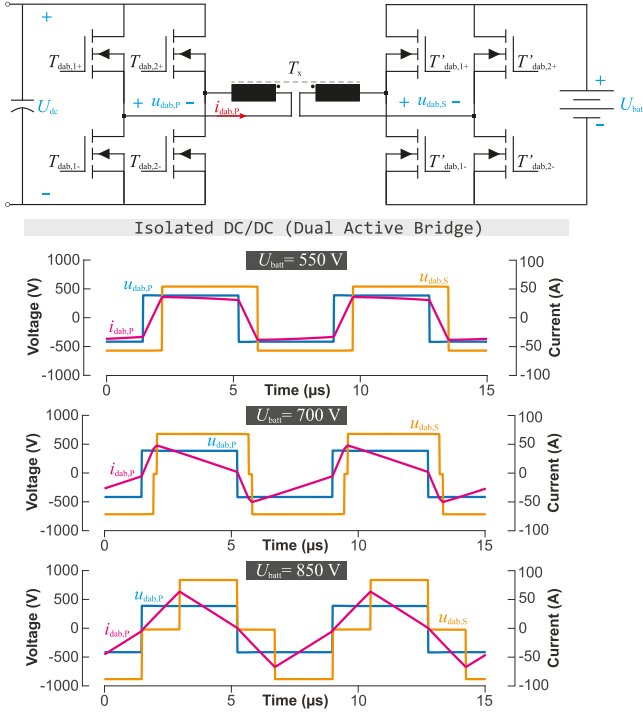 + T_dab,1+ T_dab,2+ T_x T'_dab,1+ T'_dab,2+
U_dc + u_dab,P - i_dab,P + u_dab,S - + U_bat -
T_dab,1- T_dab,2- T'_dab,1- T'_dab,2-
-
Isolated DC/DC (Dual Active Bridge)
U_batt= 550 V
1000 100
500 50
0 0
-500 -50
-1000 -100
Voltage (V) Current (A)
u_dab,P u_dab,S
i_dab,P
0 5 10 15
Time (µs)
U_batt= 700 V
1000 100
500 50
0 0
-500 -50
-1000 -100
Voltage (V) Current (A)
u_dab,P u_dab,S
i_dab,P
0 5 10 15
Time (µs)
U_batt= 850 V
1000 100
500 50
0 0
-500 -50
-1000 -100
Voltage (V) Current (A)
u_dab,P
i_dab,P u_dab,S
0 5 10 15
Time (µs)